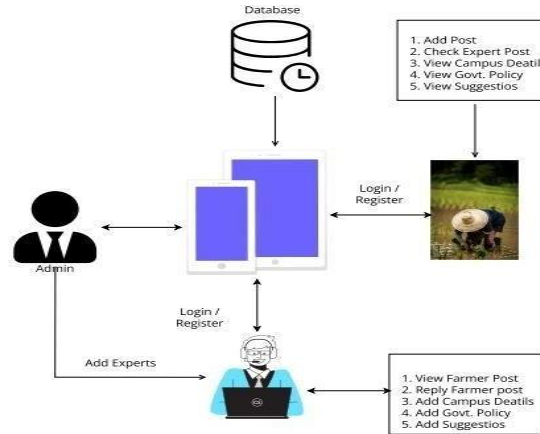 Database
1. Add Post
2. Check Expert Post
3. View Campus Deatil
4. View Govt. Policy
5. View Suggestios
Login /
Register
Admin
Login /
Register
Add Experts
1. View Farmer Post
2. Reply Farmer post
3. Add Campus Deatils
4. Add Govt. Policy
5. Add Suggestios